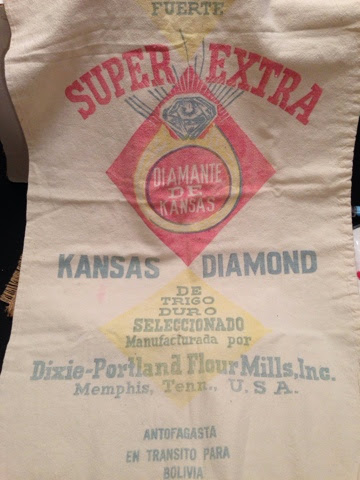 FUERTE
SUPER EXTRA
DIAMANTE
DE
KANSAS
KANSAS DIAMOND
DE
TRIGO
DURO
SELECCIONADO
Manufacturada por
Dixie-Portland Flour Mills, Inc.
Memphis, Tenn., U.S.A.
ANTOFAGASTA
EN TRANSITO PARA
BOLIVIA